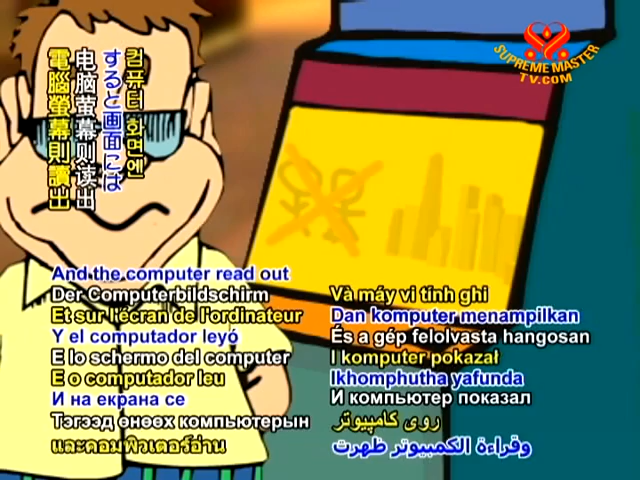 SUPREME MASTER
TV.COM
電腦螢幕則讀出
电脑萤幕则读出
すると画面には
컴퓨터 화면엔
And the computer read out
Der Computerbildschirm
Et sur l'écran de l'ordinateur
Y el computador leyó
E lo schermo del computer
E o computador leu
И на екрана се
Тэгээд өнөөх компьютерын
และคอมพิวเตอร์อ่าน
Và máy vi tính ghi
Dan komputer menampilkan
És a gép felolvasta hangosan
I komputer pokazał
Ikhomphutha yafunda
И компьютер показал
روی کامپیوتر
وقراءة الكمبيوتر ظهرت